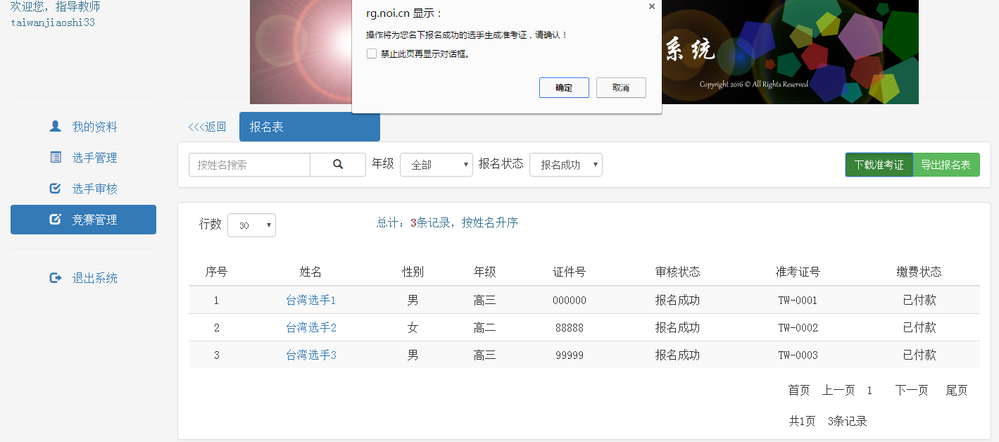 欢迎您，指导教师
taiwanjiaoshi33
rg.noi.cn 显示：
操作将为您名下报名成功的选手生成准考证，请确认！
禁止此页再显示对话框。
确定 取消
系统
Copyright 2016 © All Rights Reserved
我的资料
选手管理
选手审核
竞赛管理
退出系统
<<<返回 报名表
按姓名搜索 年级 全部 报名状态 报名成功 下载准考证 导出报名表
行数 30 总计：3条记录，按姓名升序
序号 姓名 性别 年级 证件号 审核状态 准考证号 缴费状态
1 台湾选手1 男 高三 000000 报名成功 TW-0001 已付款
2 台湾选手2 女 高二 88888 报名成功 TW-0002 已付款
3 台湾选手3 男 高三 99999 报名成功 TW-0003 已付款
首页 上一页 1 下一页 尾页
共1页 3条记录